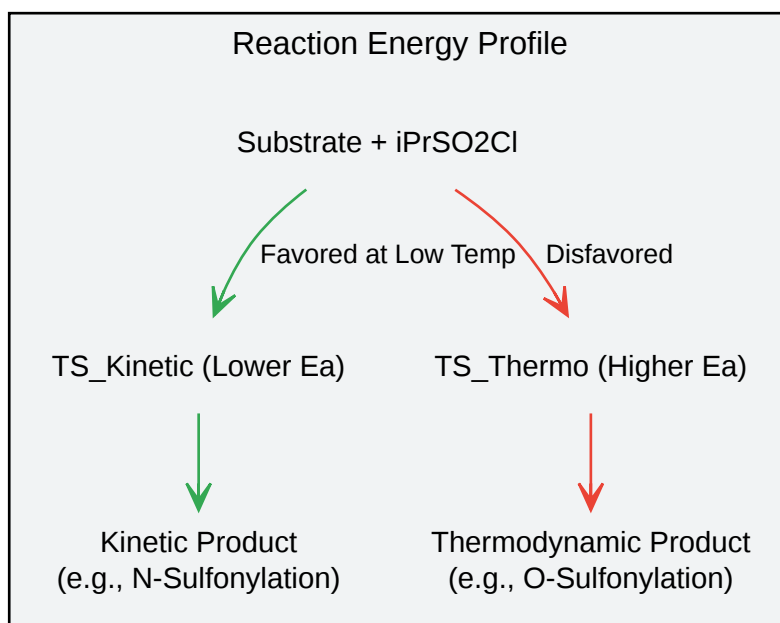 Reaction Energy Profile
Substrate + iPrSO2Cl
Favored at Low Temp
Disfavored
TS_Kinetic (Lower Ea)
TS_Thermo (Higher Ea)
Kinetic Product
(e.g., N-Sulfonylation)
Thermodynamic Product
(e.g., O-Sulfonylation)